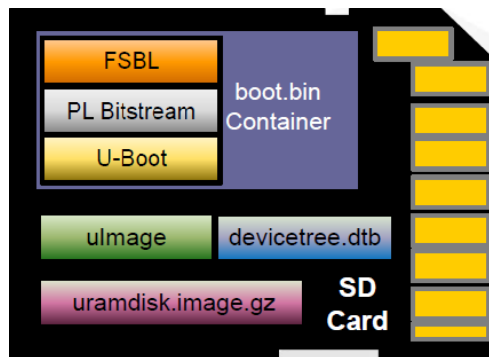 FSBL
PL Bitstream
U-Boot
boot.bin
Container
uImage
devicetree.dtb
uramdisk.image.gz
SD
Card